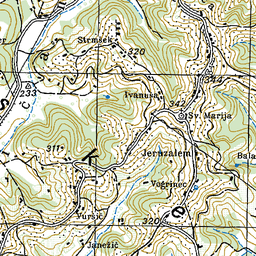 Strmšek
320
344
Ivanuša
342
Sv. Marija
233
311
Jeruzalem
Bala
Vogrinec
Vuršič
320
Janežič